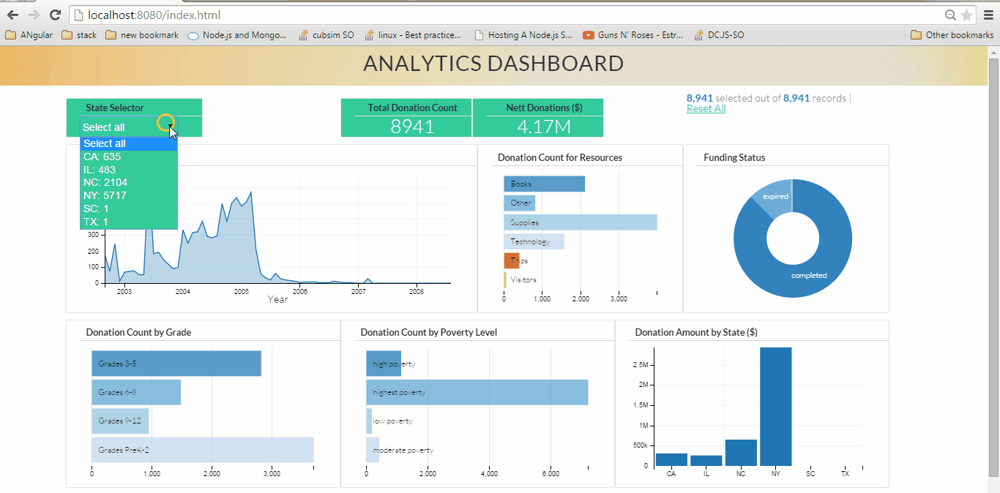 localhost:8080/index.html
ANgular stack new bookmark Node.js and Mongo... cubsim SO linux - Best practice... Hosting A Node.js S... Guns N' Roses - Estr... DC.JS-SO Other bookmarks
ANALYTICS DASHBOARD
State Selector
Select all
Select all
CA: 635
IL: 483
NC: 2104
NY: 5717
SC: 1
TX: 1
Total Donation Count
8941
Nett Donations ($)
4.17M
8,941 selected out of 8,941 records |
Reset All
300
200
100
0
2003 2004 2005 2006 2007 2008
Year
Donation Count for Resources
Books
Other
Supplies
Technology
Trips
Visitors
0 1,000 2,000 3,000
Funding Status
expired
completed
Donation Count by Grade
Grades 3-5
Grades 6-8
Grades 9-12
Grades PreK-2
0 1,000 2,000 3,000
Donation Count by Poverty Level
high poverty
highest poverty
low poverty
moderate poverty
0 2,000 4,000 6,000
Donation Amount by State ($)
2.5M
2M
1.5M
1M
500k
0
CA IL NC NY SC TX